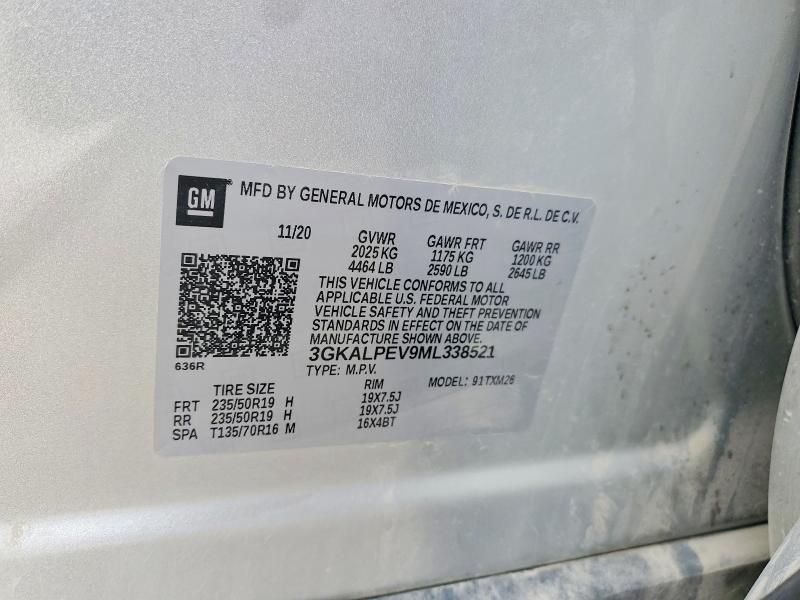 GM® MFD BY GENERAL MOTORS DE MEXICO, S. DE R.L. DE C.V.
11/20 GVWR GAWR FRT GAWR RR
2025 KG 1175 KG 1200 KG
4464 LB 2590 LB 2645 LB
THIS VEHICLE CONFORMS TO ALL
APPLICABLE U.S. FEDERAL MOTOR
VEHICLE SAFETY AND THEFT PREVENTION
STANDARDS IN EFFECT ON THE DATE OF
MANUFACTURE SHOWN ABOVE.
3GKALPEV9ML338521
636R
TYPE: M.P.V. MODEL: 91TXM26
TIRE SIZE RIM
FRT 235/50R19 H 19X7.5J
RR 235/50R19 H 19X7.5J
SPA T135/70R16 M 16X4BT